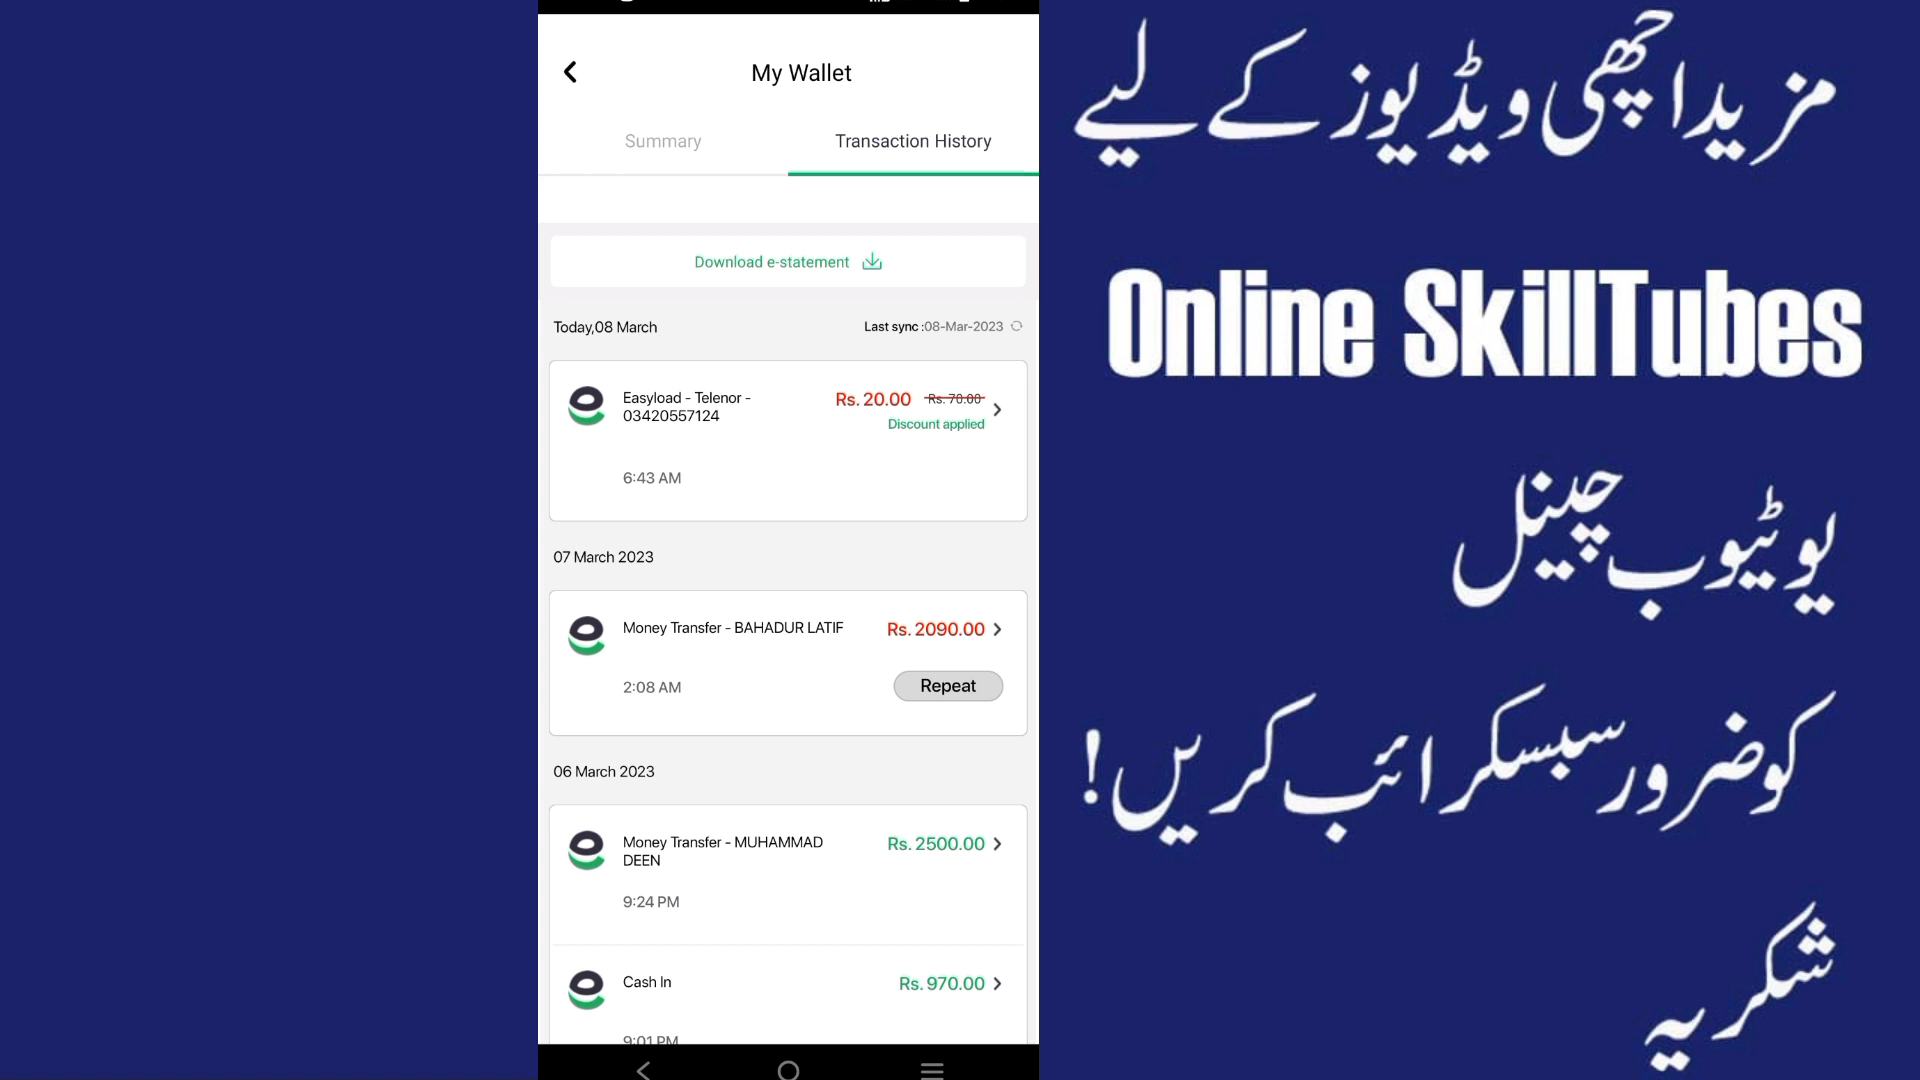 My Wallet
Summary
Transaction History
Download e-statement
Today,08 March
Last sync :08-Mar-2023
Easyload - Telenor -
03420557124
Rs. 20.00 Rs. 70.00
Discount applied
6:43 AM
07 March 2023
Money Transfer - BAHADUR LATIF
Rs. 2090.00
2:08 AM
Repeat
06 March 2023
Money Transfer - MUHAMMAD
DEEN
Rs. 2500.00
9:24 PM
Cash In
Rs. 970.00
9:01 PM
مزید اچھی ویڈیوز کے لیے
Online SkillTubes
یوٹیوب چینل
کو ضرور سبسکرائب کریں!
شکریہ